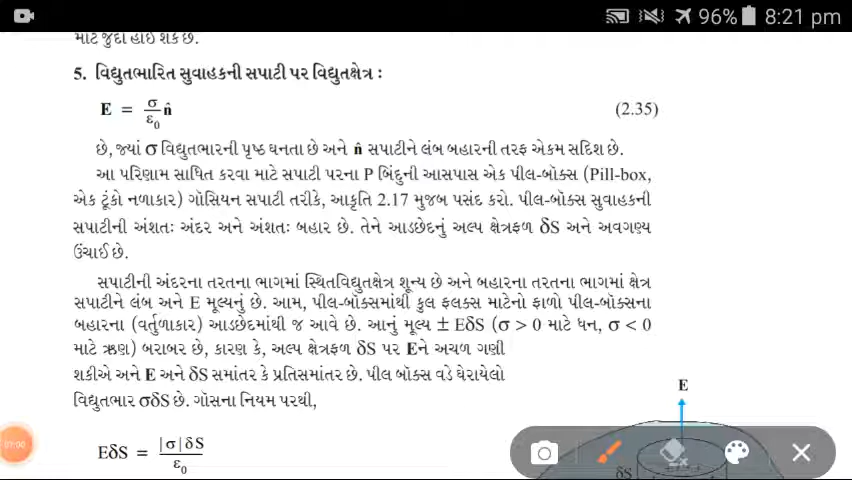 96% 8:21 pm
માટે જુદા હોઈ શકે છે.
5. વિદ્યુતભારિત સુવાહકની સપાટી પર વિદ્યુતક્ષેત્ર :
E = σ/ε₀ n̂ (2.35)
છે, જ્યાં σ વિદ્યુતભારની પૃષ્ઠ ઘનતા છે અને n̂ સપાટીને લંબ બહારની તરફ એકમ સદિશ છે.
આ પરિણામ સાધિત કરવા માટે સપાટી પરના P બિંદુની આસપાસ એક પીલ-બૉક્સ (Pill-box,
એક ટૂંકો નળાકાર) ગૉસિયન સપાટી તરીકે, આકૃતિ 2.17 મુજબ પસંદ કરો. પીલ-બૉક્સ સુવાહકની
સપાટીની અંશતઃ અંદર અને અંશતઃ બહાર છે. તેને આડછેદનું અલ્પ ક્ષેત્રફળ δS અને અવગણ્ય
ઉંચાઈ છે.
સપાટીની અંદરના તરતના ભાગમાં સ્થિતવિદ્યુતક્ષેત્ર શૂન્ય છે અને બહારના તરતના ભાગમાં ક્ષેત્ર
સપાટીને લંબ અને E મૂલ્યનું છે. આમ, પીલ-બૉક્સમાંથી કુલ ફલક્સ માટેનો ફાળો પીલ-બૉક્સના
બહારના (વર્તુળાકાર) આડછેદમાંથી જ આવે છે. આનું મૂલ્ય ± EδS (σ > 0 માટે ધન, σ < 0
માટે ઋણ) બરાબર છે, કારણ કે, અલ્પ ક્ષેત્રફળ δS પર Eને અચળ ગણી
શકીએ અને E અને δS સમાંતર કે પ્રતિસમાંતર છે. પીલ બૉક્સ વડે ઘેરાયેલો
વિદ્યુતભાર σδS છે. ગૉસના નિયમ પરથી,
E
EδS = |σ|δS/ε₀
δS